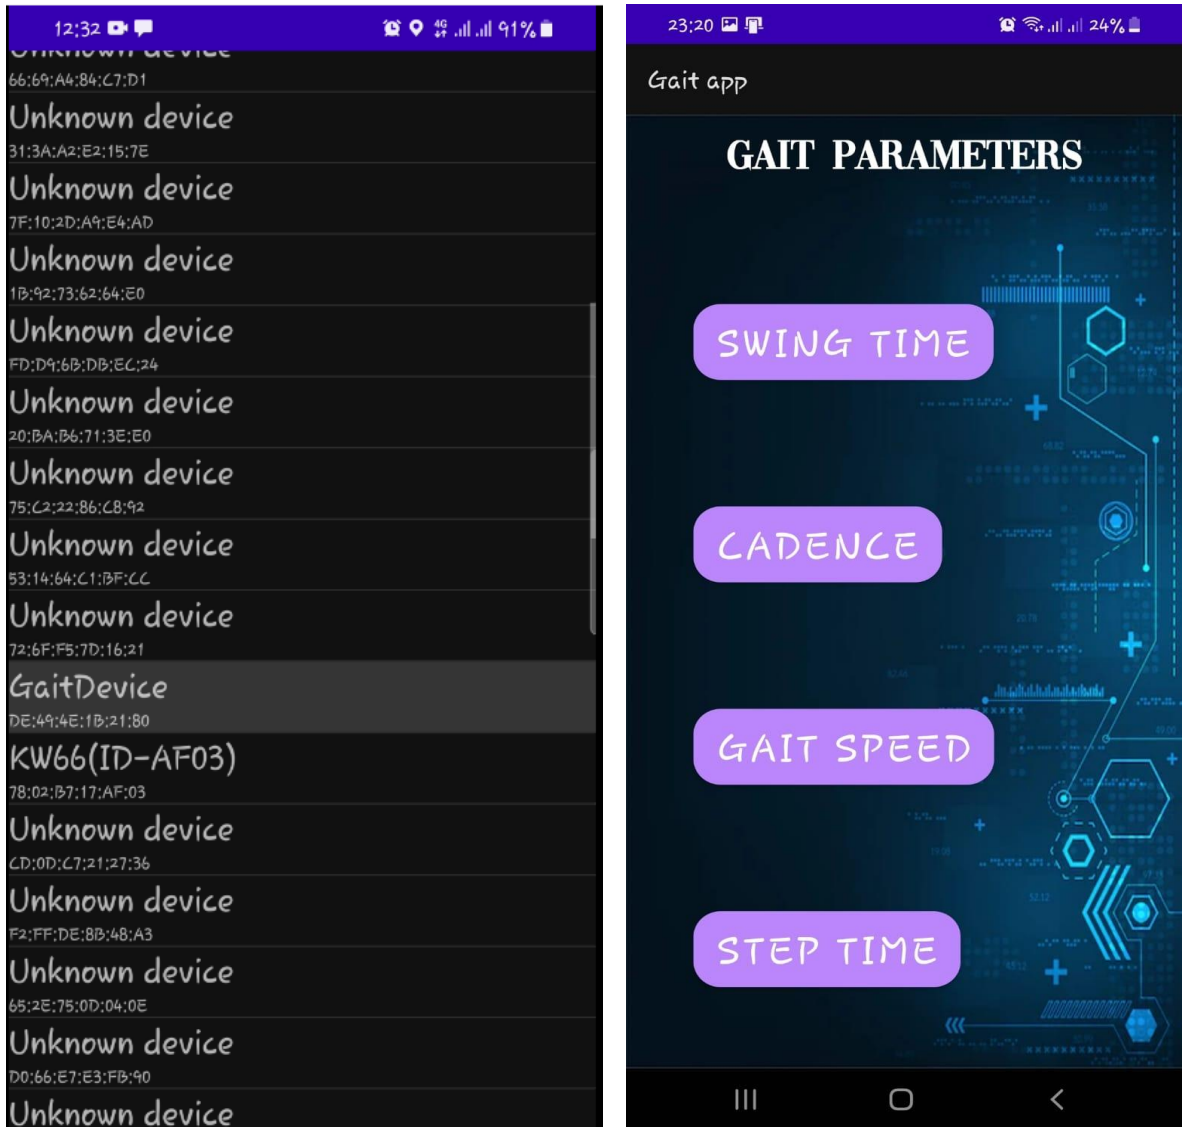 12:32
4G
91%
Unknown device
66:69:A4:84:C7:D1
Unknown device
31:3A:A2:E2:15:7E
Unknown device
7F:10:2D:A9:E4:AD
Unknown device
1B:92:73:62:64:E0
Unknown device
FD:D9:6B:DB:EC:24
Unknown device
20:BA:B6:71:3E:E0
Unknown device
75:C2:22:86:C8:92
Unknown device
53:14:64:C1:BF:CC
Unknown device
72:6F:F5:7D:16:21
GaitDevice
DE:49:4E:1B:21:80
KW66(ID-AF03)
78:02:B7:17:AF:03
Unknown device
CD:0D:C7:21:27:36
Unknown device
F2:FF:DE:8B:48:A3
Unknown device
65:2E:75:0D:04:0E
Unknown device
D0:66:E7:E3:FB:90
Unknown device
23:20
24%
Gait app
GAIT PARAMETERS
SWING TIME
CADENCE
GAIT SPEED
STEP TIME